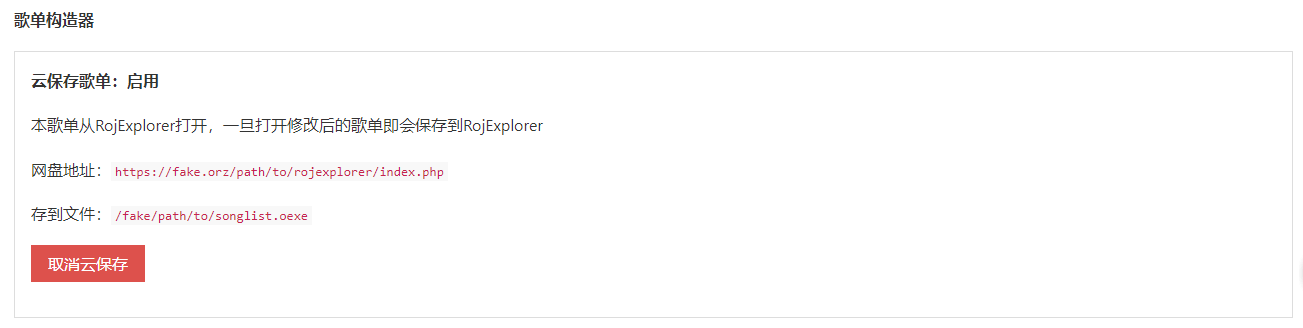 歌单构造器
云保存歌单：启用
本歌单从RojExplorer打开，一旦打开修改后的歌单即会保存到RojExplorer
网盘地址： https://fake.orz/path/to/rojexplorer/index.php
存到文件： /fake/path/to/songlist.oexe
取消云保存